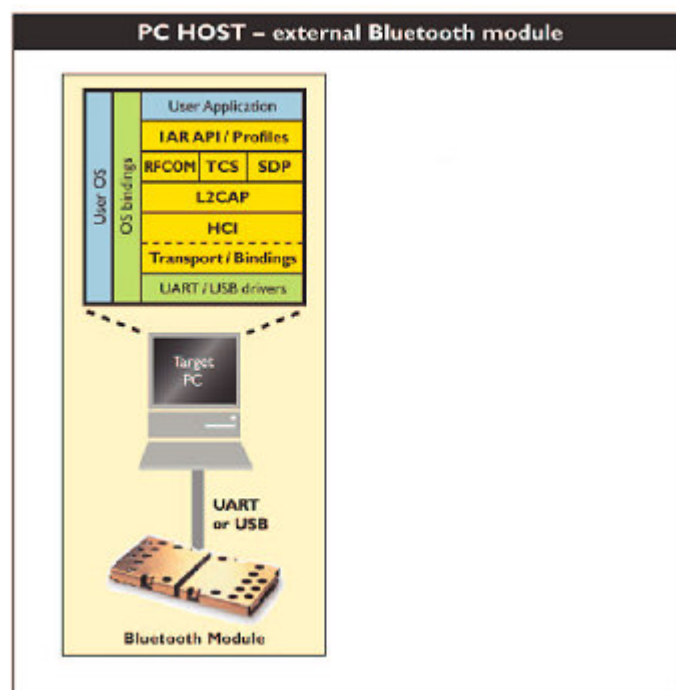 PC HOST – external Bluetooth module
User OS
OS bindings
User Application
IAR API / Profiles
RFCOM TCS SDP
L2CAP
HCI
Transport / Bindings
UART / USB drivers
Target
PC
UART
or USB
Bluetooth Module